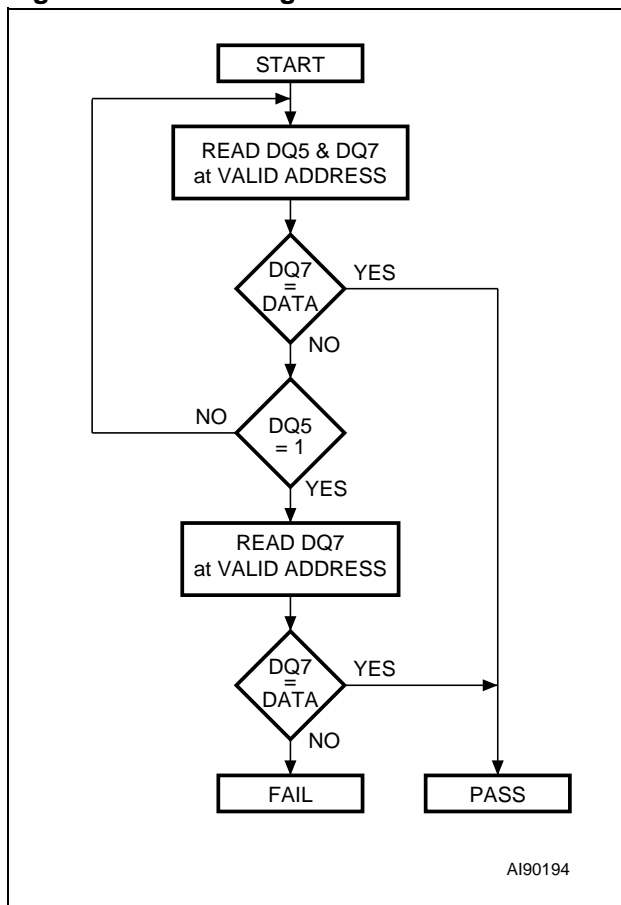 START
READ DQ5 & DQ7
at VALID ADDRESS
DQ7
=
DATA
YES
NO
DQ5
= 1
NO
YES
READ DQ7
at VALID ADDRESS
DQ7
=
DATA
YES
NO
FAIL
PASS
AI90194